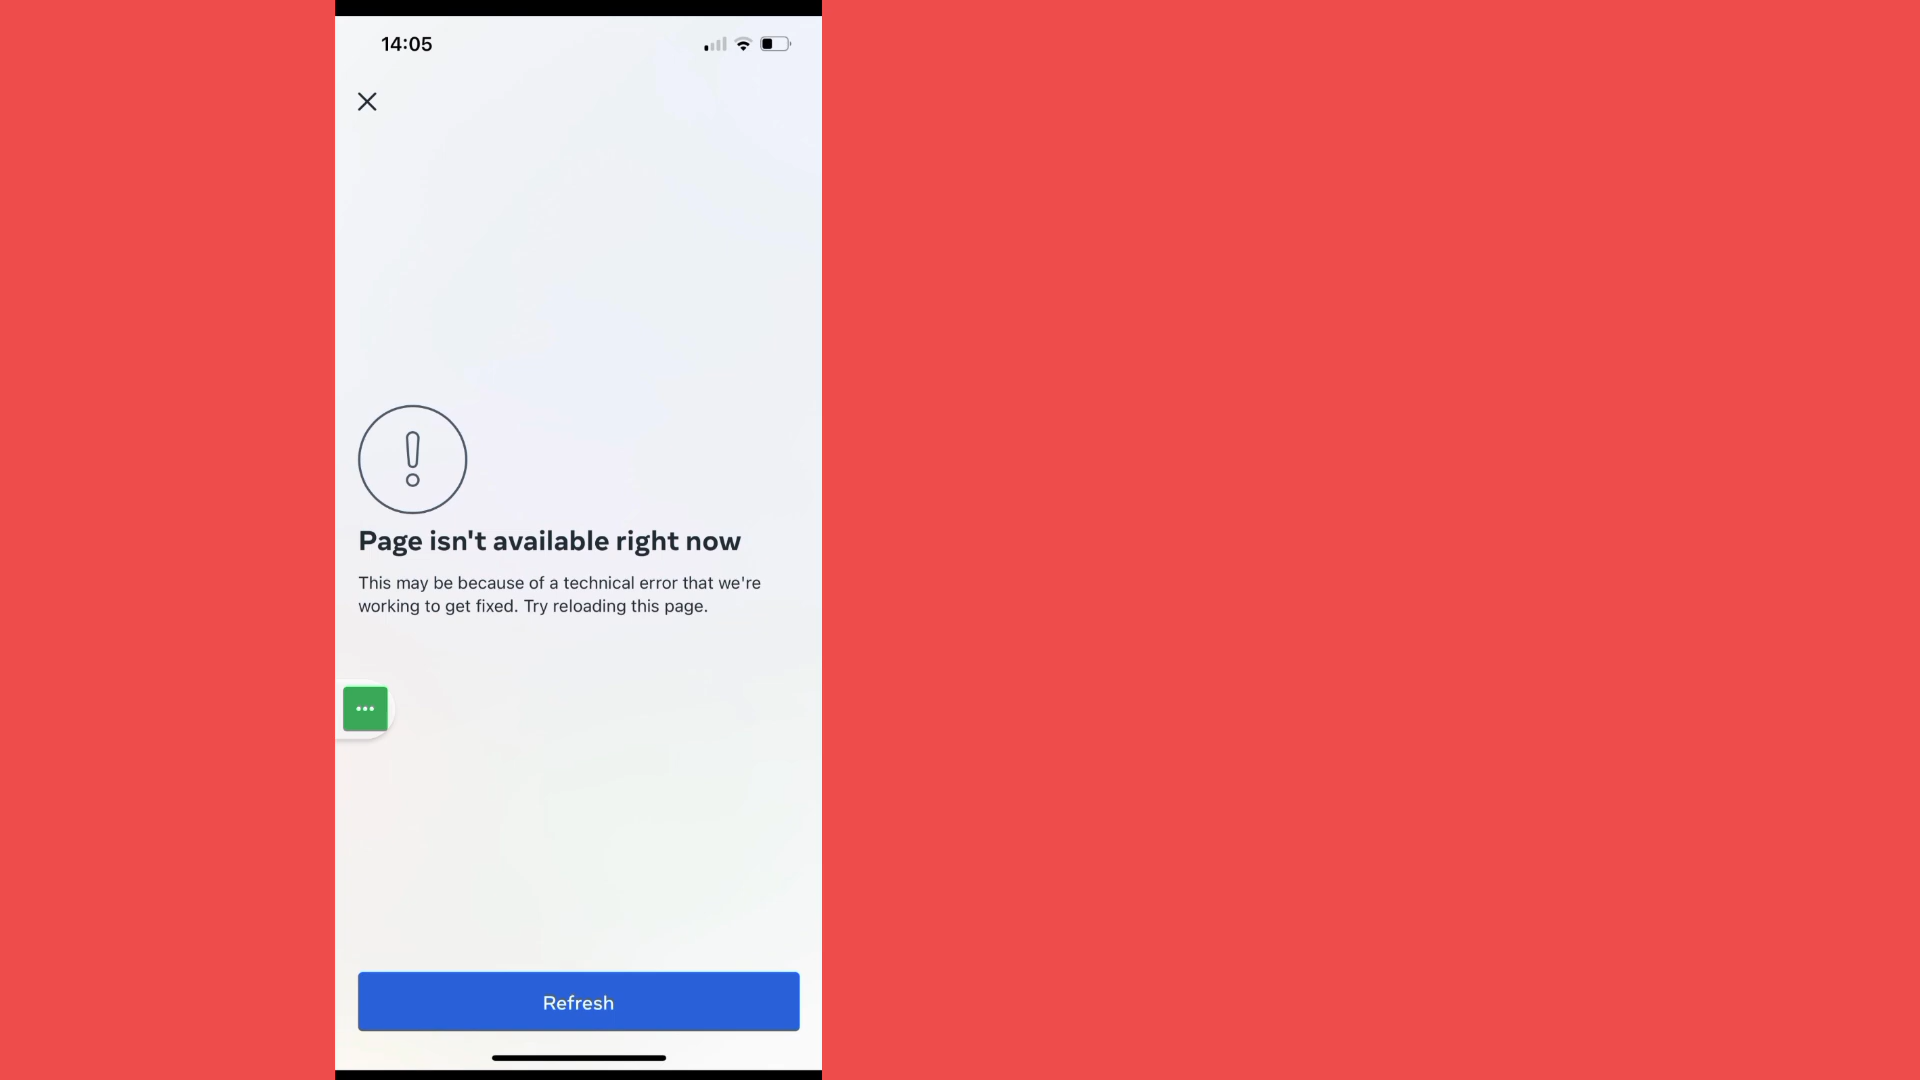 14:05
Page isn't available right now
This may be because of a technical error that we're
working to get fixed. Try reloading this page.
Refresh